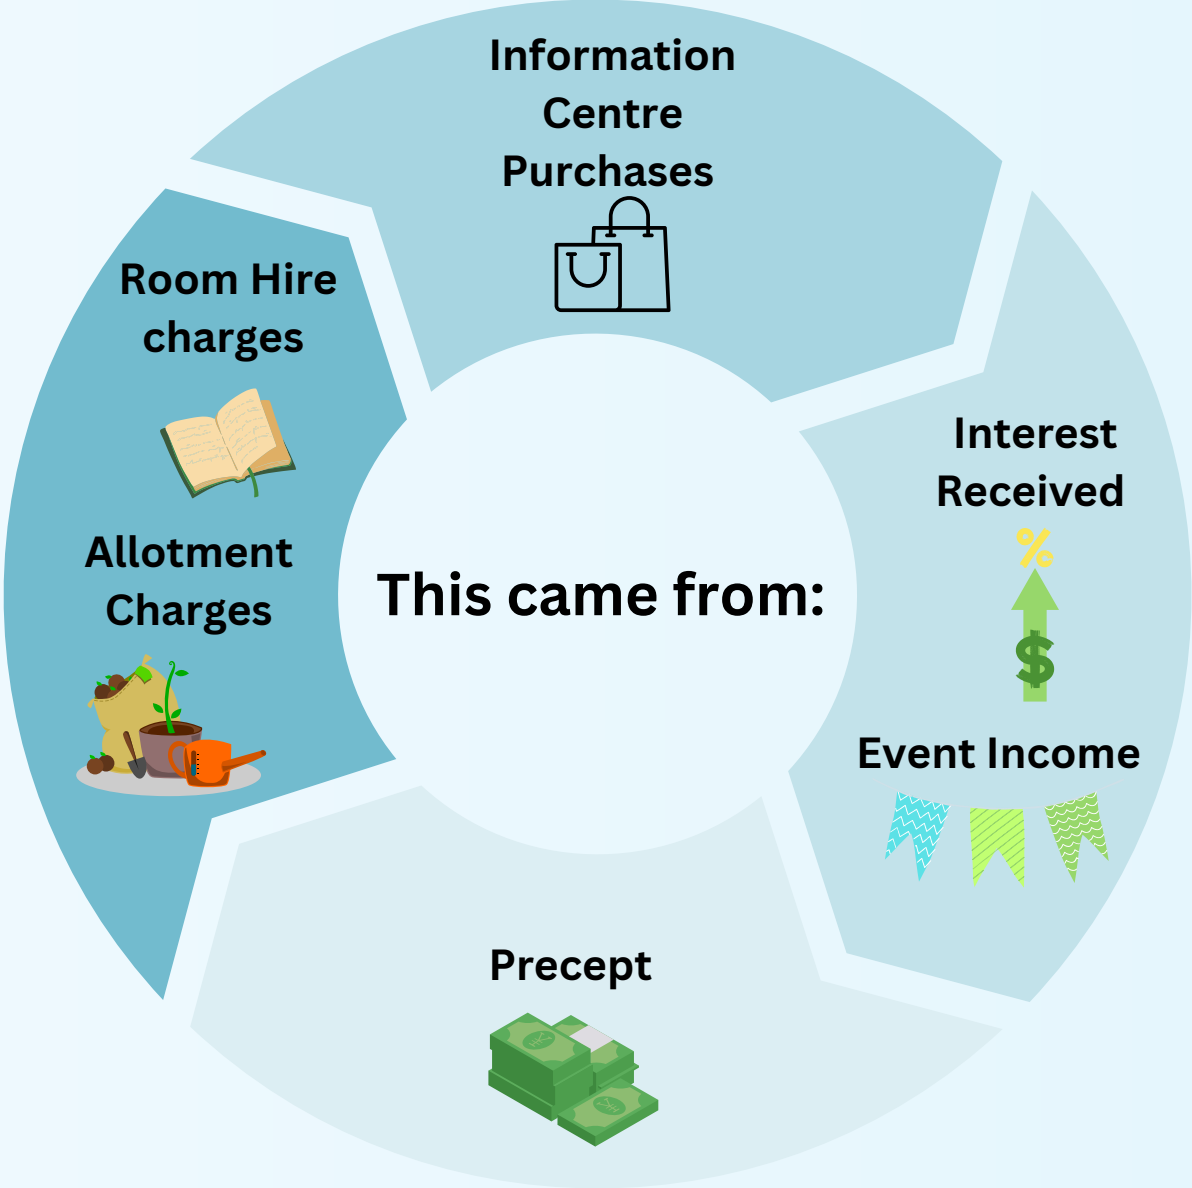 Information
Centre
Purchases
Room Hire
charges
Allotment
Charges
This came from:
Interest
Received
%
$
Event Income
Precept